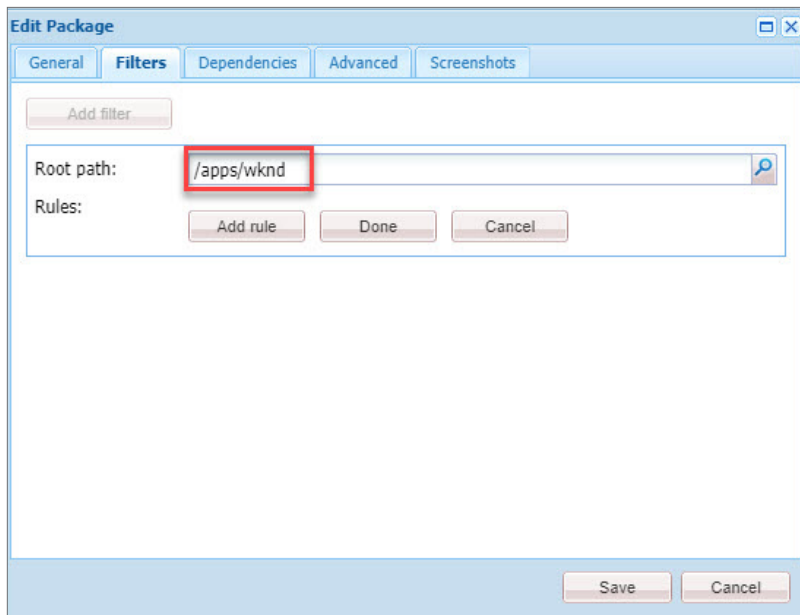 Edit Package
General Filters Dependencies Advanced Screenshots
Add filter
Root path: /apps/wknd
Rules:
Add rule Done Cancel
Save Cancel